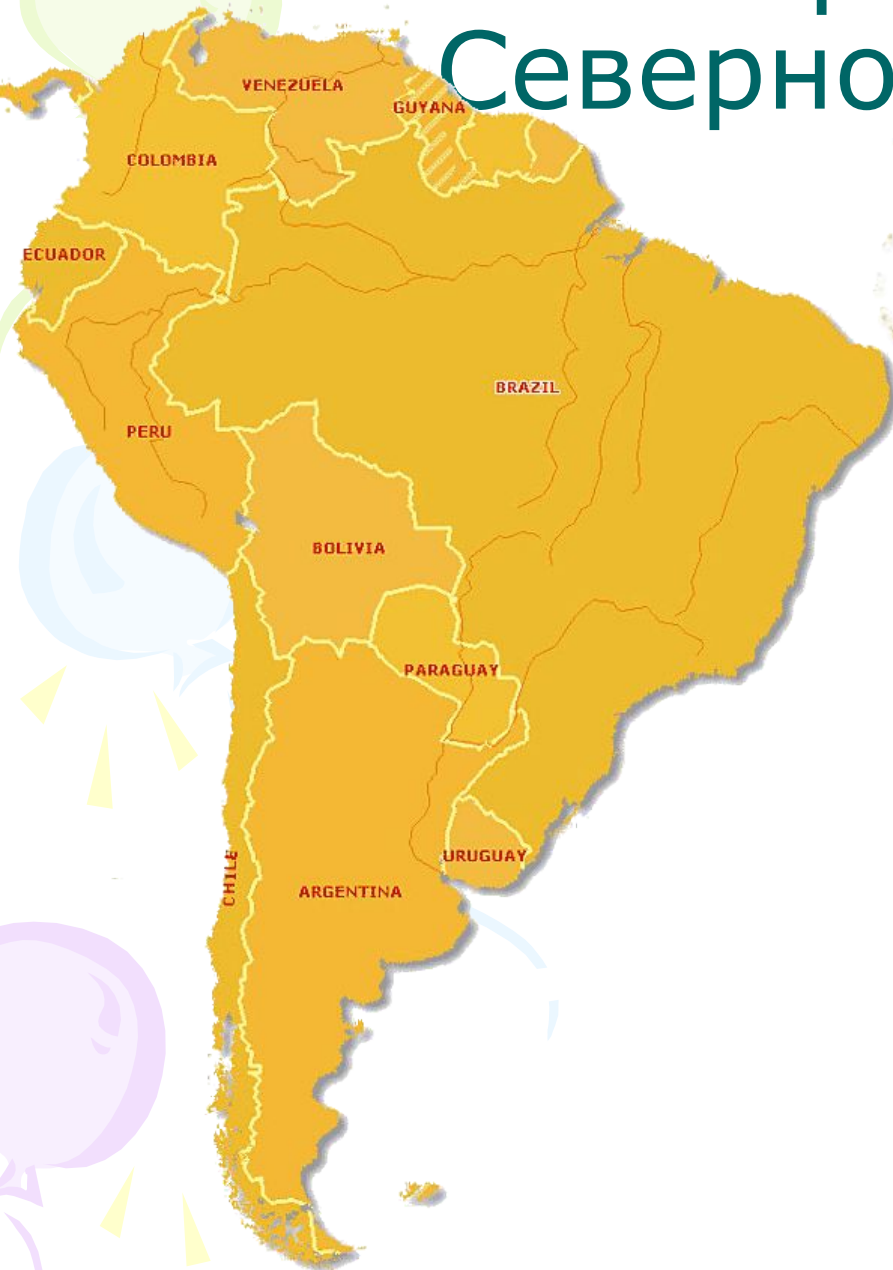 Северно
VENEZUELA
GUYANA
COLOMBIA
ECUADOR
BRAZIL
PERU
BOLIVIA
PARAGUAY
CHILE
URUGUAY
ARGENTINA